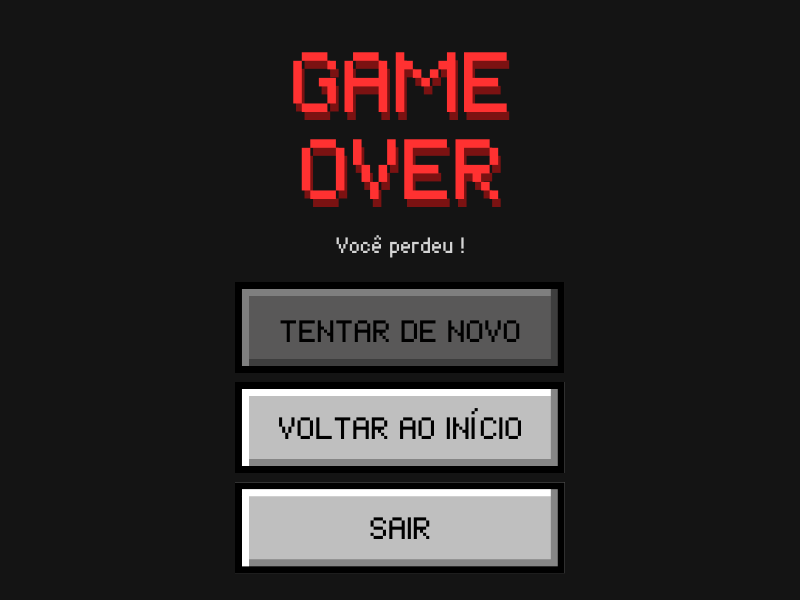 GAME
OVER
Você perdeu !
TENTAR DE NOVO
VOLTAR AO INÍCIO
SAIR